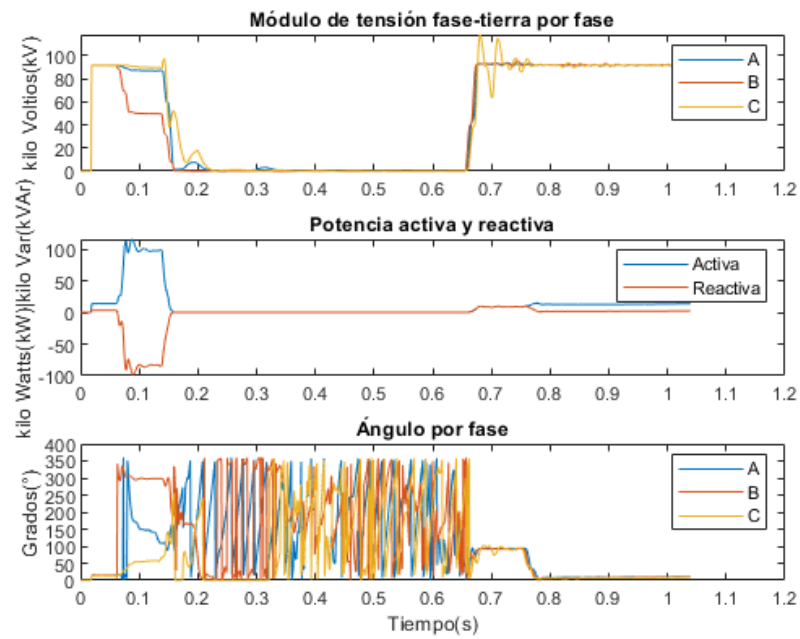 Módulo de tensión fase-tierra por fase
kilo Voltios(kV)
100
80
60
40
20
0
A
B
C
0 0.1 0.2 0.3 0.4 0.5 0.6 0.7 0.8 0.9 1 1.1 1.2
Potencia activa y reactiva
kilo Watts(kW)|kilo Var(kVAr)
100
50
0
-50
-100
Activa
Reactiva
0 0.1 0.2 0.3 0.4 0.5 0.6 0.7 0.8 0.9 1 1.1 1.2
Ángulo por fase
Grados(°)
400
350
300
250
200
150
100
50
0
A
B
C
0 0.1 0.2 0.3 0.4 0.5 0.6 0.7 0.8 0.9 1 1.1 1.2
Tiempo(s)